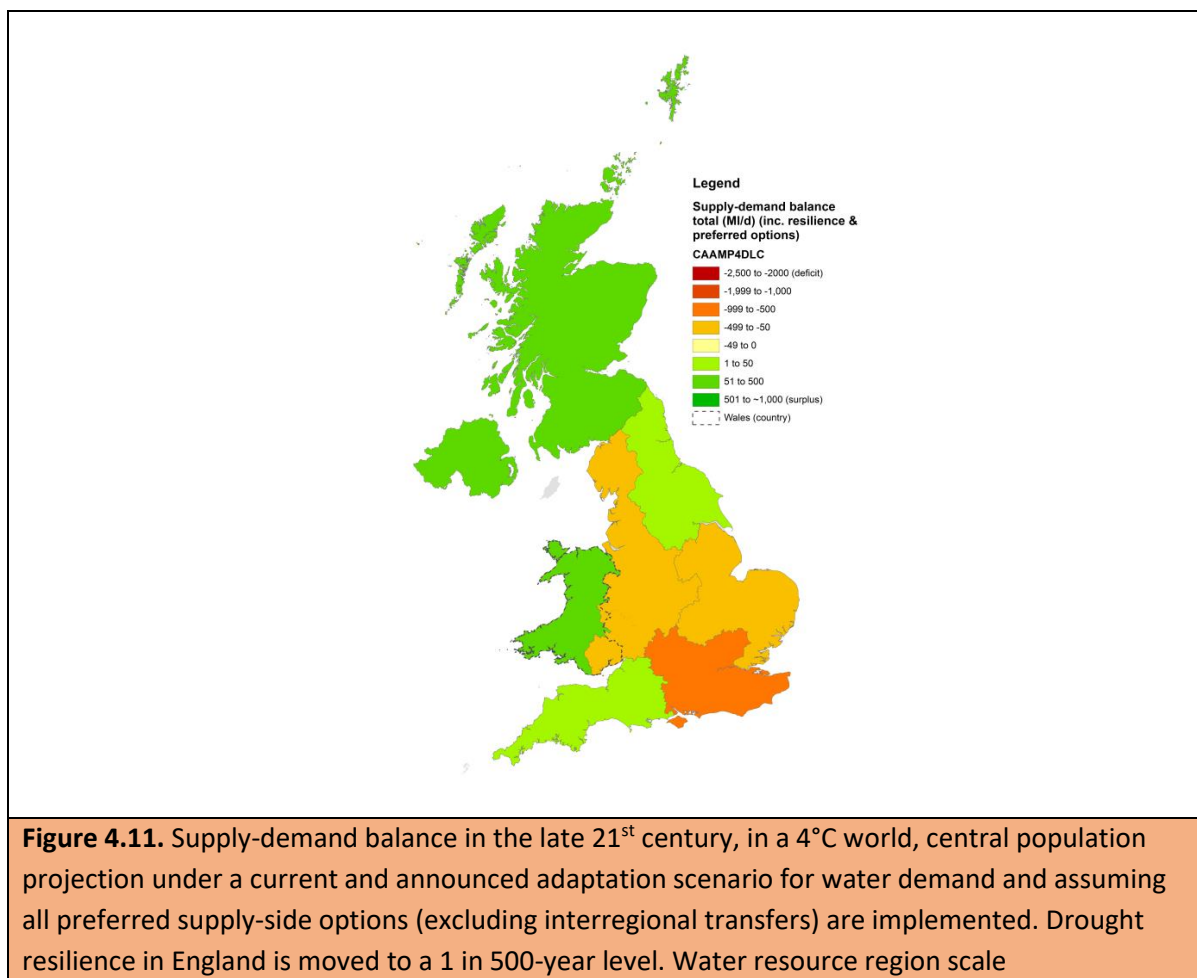 Legend
Supply-demand balance
total (Ml/d) (inc. resilience &
preferred options)
CAAMP4DLC
-2,500 to -2000 (deficit)
-1,999 to -1,000
-999 to -500
-499 to -50
-49 to 0
1 to 50
51 to 500
501 to ~1,000 (surplus)
Wales (country)
Figure 4.11. Supply-demand balance in the late 21st century, in a 4°C world, central population
projection under a current and announced adaptation scenario for water demand and assuming
all preferred supply-side options (excluding interregional transfers) are implemented. Drought
resilience in England is moved to a 1 in 500-year level. Water resource region scale